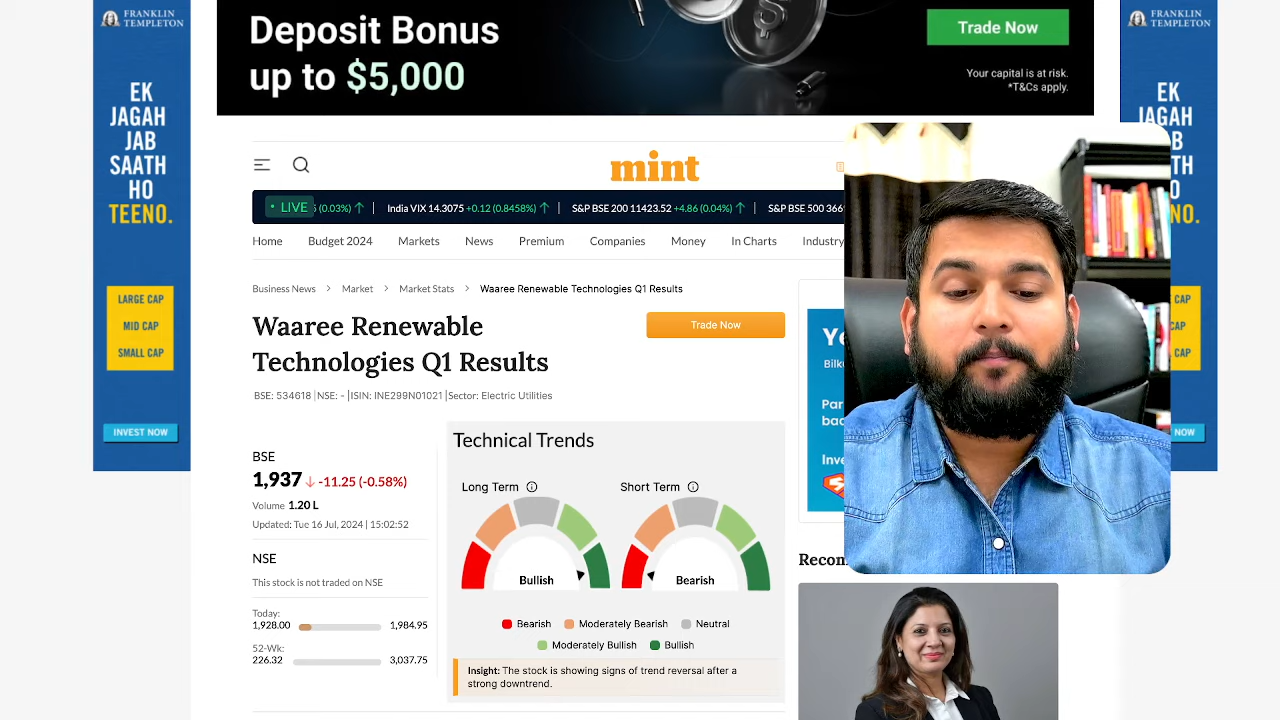 FRANKLIN
TEMPLETON
EK
JAGAH
JAB
SAATH
HO
TEENO.
LARGE CAP
MID CAP
SMALL CAP
INVEST NOW
Deposit Bonus
up to $5,000
Trade Now
Your capital is at risk.
*T&Cs apply.
FRANKLIN
TEMPLETON
EK
JAGAH
mint
• LIVE (0.03%) ↑ | India VIX 14.3075 +0.12 (0.8458%) ↑ | S&P BSE 200 11423.52 +4.86 (0.04%) ↑ | S&P BSE 500
Home Budget 2024 Markets News Premium Companies Money In Charts Industry
Business News > Market > Market Stats > Waaree Renewable Technologies Q1 Results
Waaree Renewable
Technologies Q1 Results
Trade Now
BSE: 534618 |NSE: - |ISIN: INE299N01021 |Sector: Electric Utilities
BSE
1,937 ↓ -11.25 (-0.58%)
Volume 1.20 L
Updated: Tue 16 Jul, 2024 | 15:02:52
NSE
This stock is not traded on NSE
Today:
1,928.00 1,984.95
52-Wk:
226.32 3,037.75
Technical Trends
Long Term Short Term
Bullish Bearish
Bearish Moderately Bearish Neutral
Moderately Bullish Bullish
Insight: The stock is showing signs of trend reversal after a
strong downtrend.
CAP
CAP
NOW